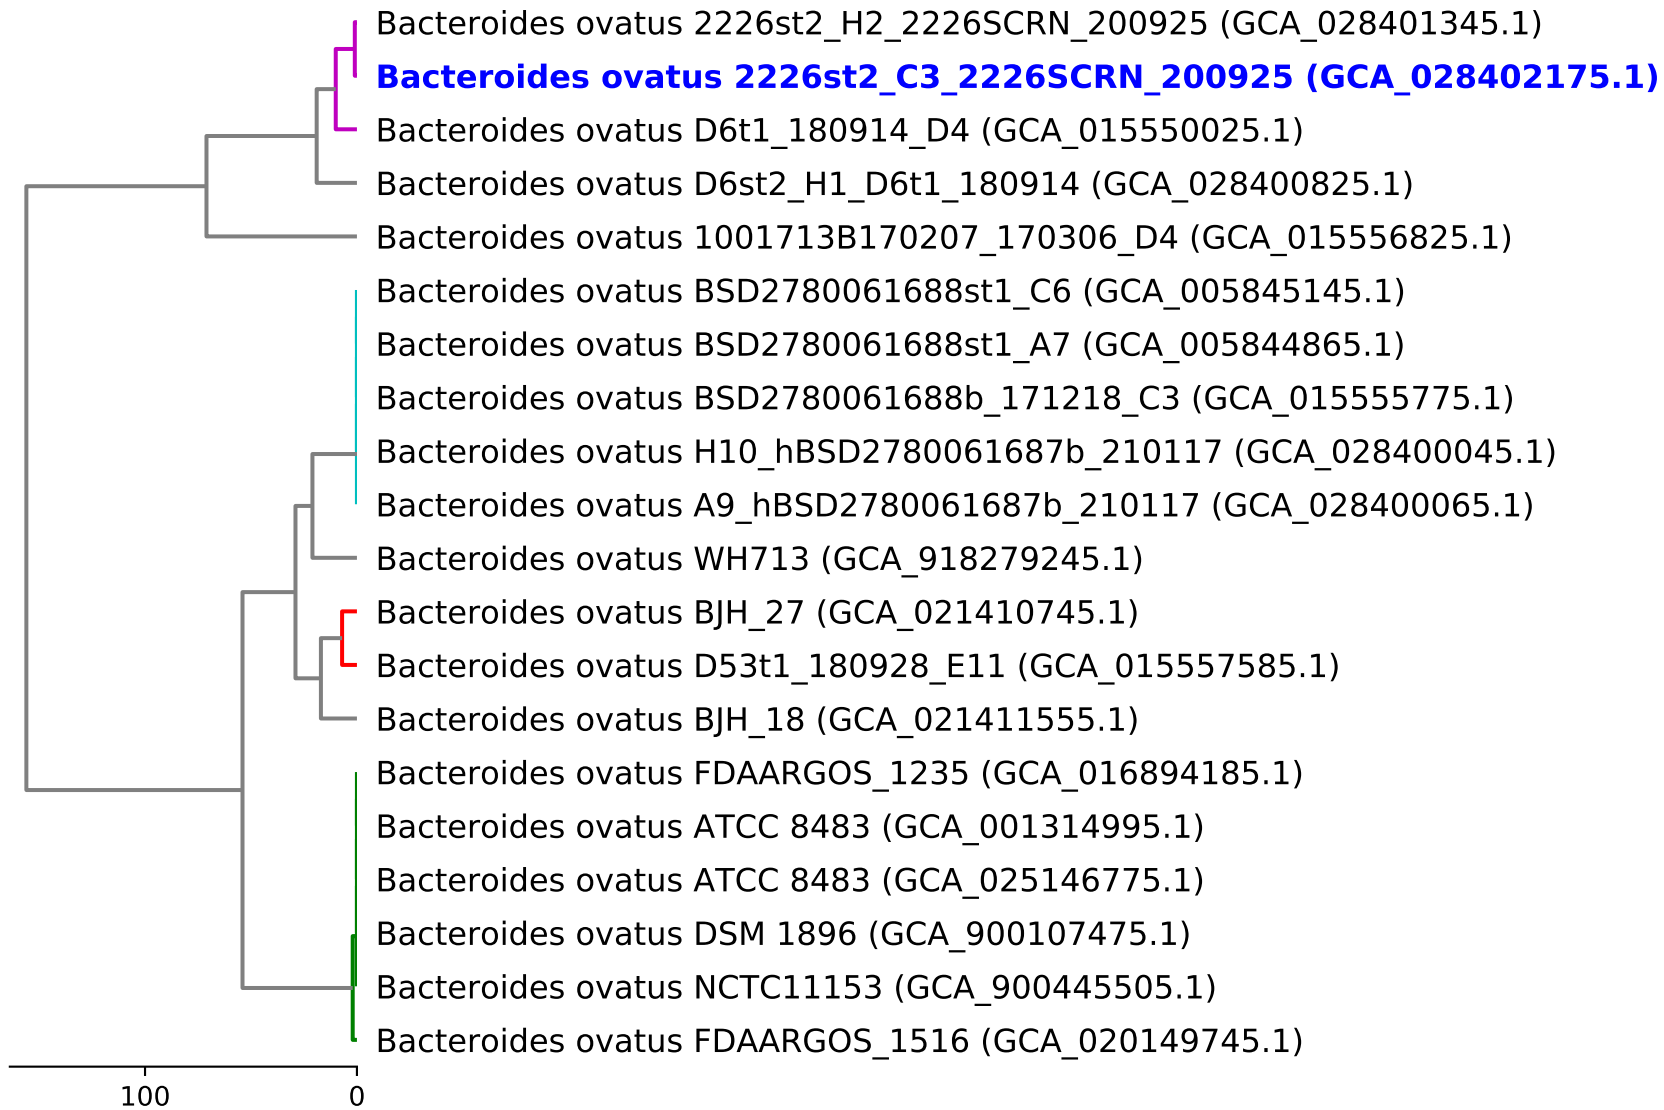 Bacteroides ovatus 2226st2_H2_2226SCRN_200925 (GCA_028401345.1)
Bacteroides ovatus 2226st2_C3_2226SCRN_200925 (GCA_028402175.1)
Bacteroides ovatus D6t1_180914_D4 (GCA_015550025.1)
Bacteroides ovatus D6st2_H1_D6t1_180914 (GCA_028400825.1)
Bacteroides ovatus 1001713B170207_170306_D4 (GCA_015556825.1)
Bacteroides ovatus BSD2780061688st1_C6 (GCA_005845145.1)
Bacteroides ovatus BSD2780061688st1_A7 (GCA_005844865.1)
Bacteroides ovatus BSD2780061688b_171218_C3 (GCA_015555775.1)
Bacteroides ovatus H10_hBSD2780061687b_210117 (GCA_028400045.1)
Bacteroides ovatus A9_hBSD2780061687b_210117 (GCA_028400065.1)
Bacteroides ovatus WH713 (GCA_918279245.1)
Bacteroides ovatus BJH_27 (GCA_021410745.1)
Bacteroides ovatus D53t1_180928_E11 (GCA_015557585.1)
Bacteroides ovatus BJH_18 (GCA_021411555.1)
Bacteroides ovatus FDAARGOS_1235 (GCA_016894185.1)
Bacteroides ovatus ATCC 8483 (GCA_001314995.1)
Bacteroides ovatus ATCC 8483 (GCA_025146775.1)
Bacteroides ovatus DSM 1896 (GCA_900107475.1)
Bacteroides ovatus NCTC11153 (GCA_900445505.1)
Bacteroides ovatus FDAARGOS_1516 (GCA_020149745.1)
100 0